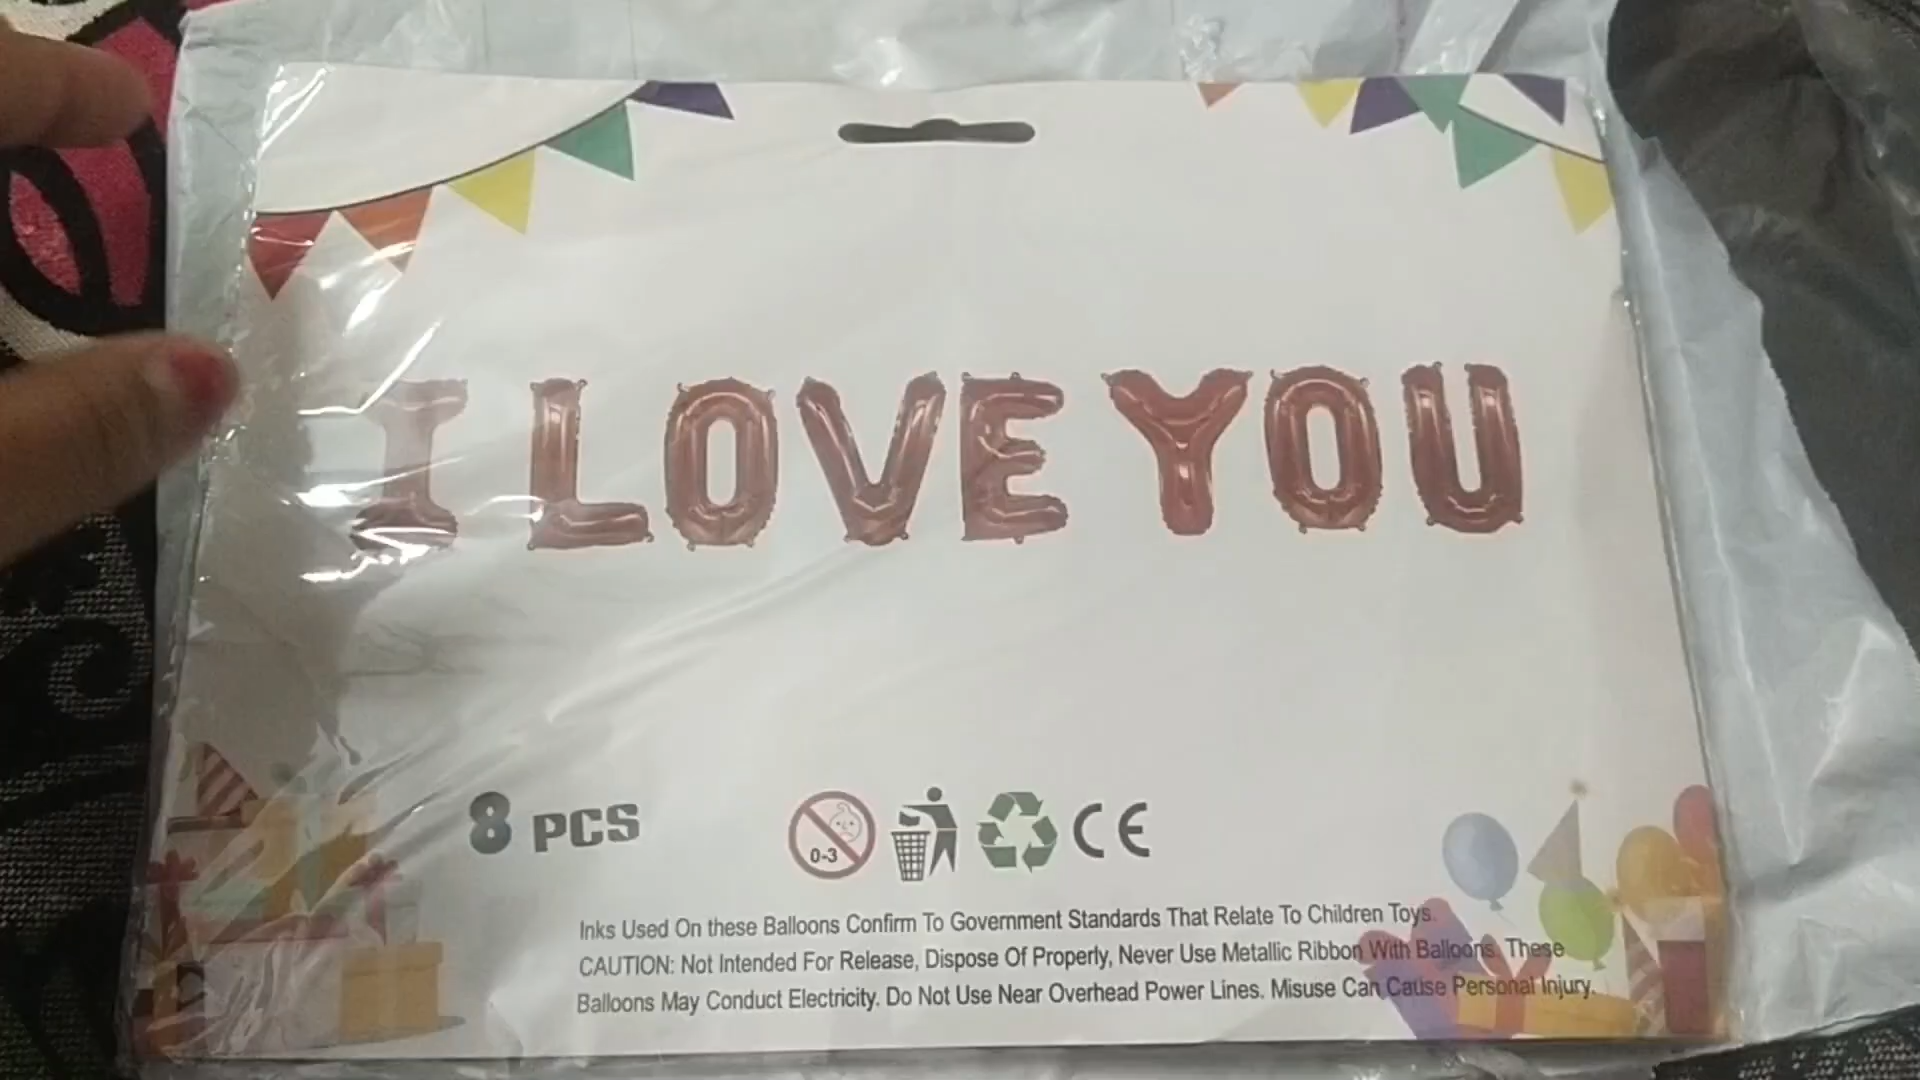 I LOVE YOU
8 PCS
0-3
CE
Inks Used On these Balloons Confirm To Government Standards That Relate To Children Toys.
CAUTION: Not Intended For Release, Dispose Of Properly, Never Use Metallic Ribbon With Balloons. These
Balloons May Conduct Electricity. Do Not Use Near Overhead Power Lines. Misuse Can Cause Personal Injury.